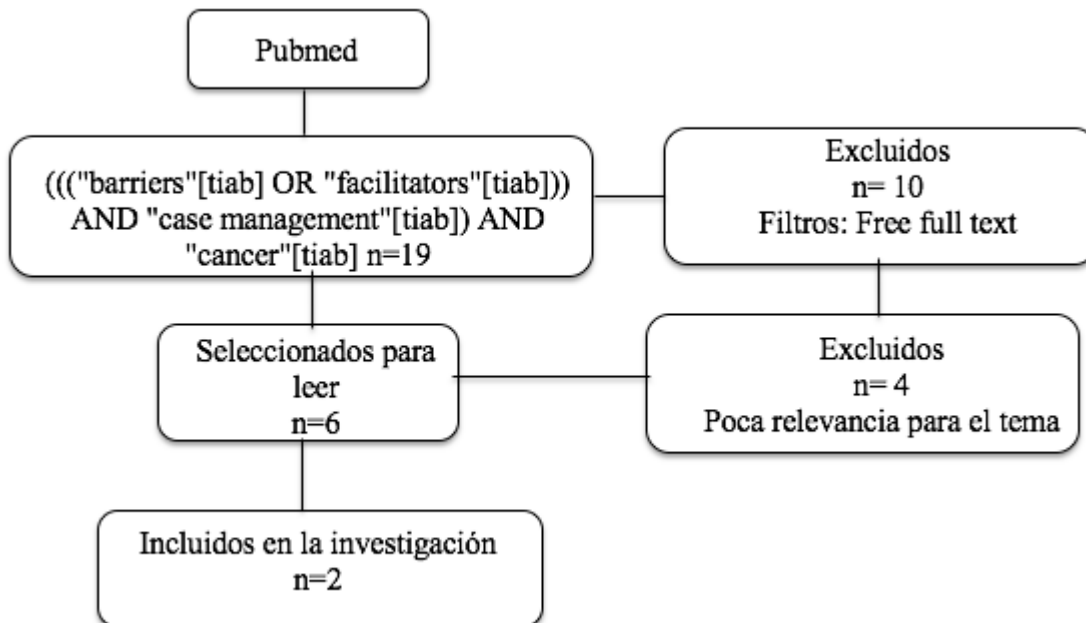 Pubmed
((("barriers"[tiab] OR "facilitators"[tiab]))
AND "case management"[tiab]) AND
"cancer"[tiab] n=19
Excluidos
n= 10
Filtros: Free full text
Seleccionados para
leer
n=6
Excluidos
n= 4
Poca relevancia para el tema
Incluidos en la investigación
n=2